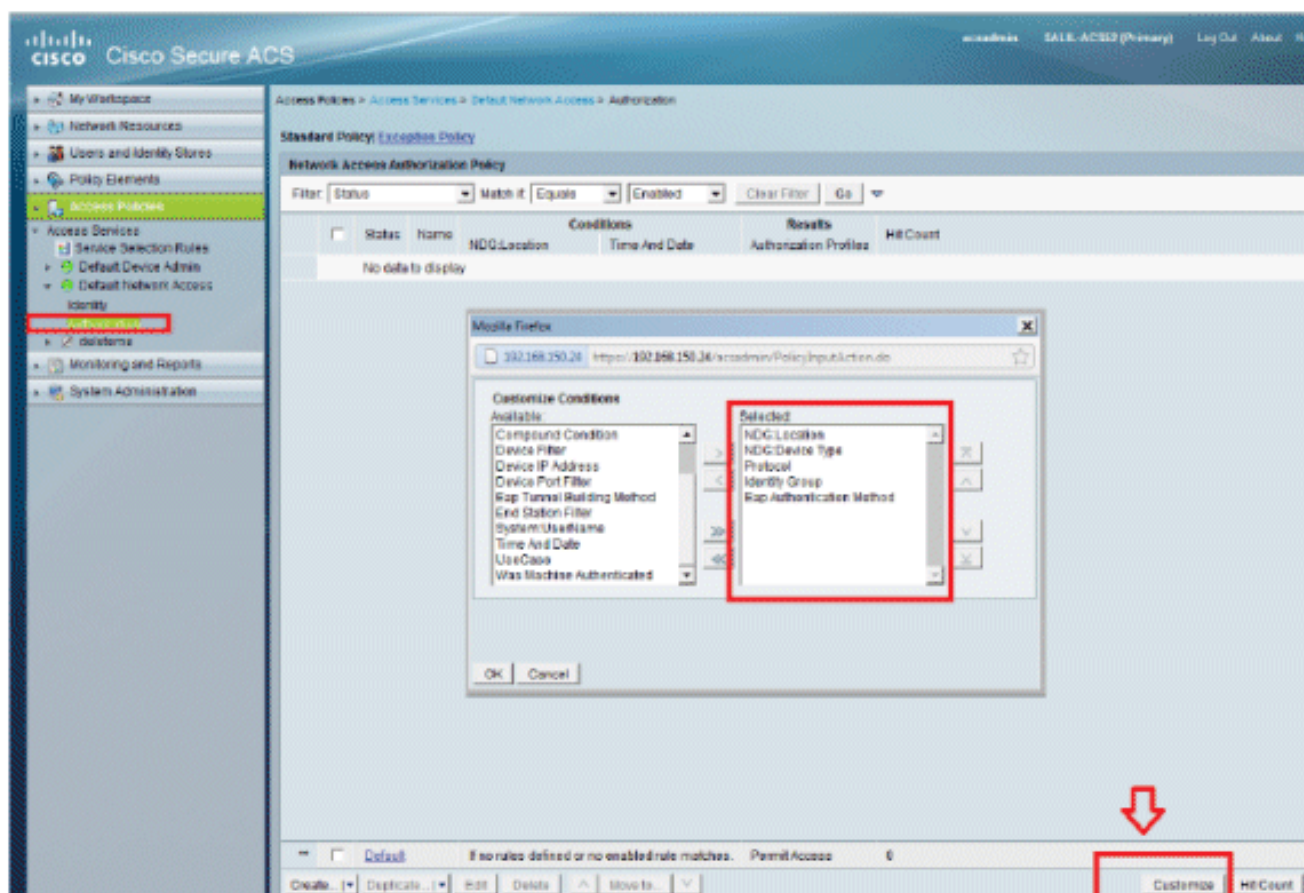 CISCO Cisco Secure ACS
acsadmin SALIL-ACS52 (Primary) Log Out About
My Workspace
Network Resources
Users and Identity Stores
Policy Elements
Access Policies
Access Services
Service Selection Rules
Default Device Admin
Default Network Access
Identity
Authorization
deleteme
Monitoring and Reports
System Administration
Access Policies > Access Services > Default Network Access > Authorization
Standard Policy| Exception Policy
Network Access Authorization Policy
Filter: Status Match if: Equals Enabled Clear Filter Go
Conditions Results
Status Name NDG:Location Time And Date Authorization Profiles Hit Count
No data to display
Mozilla Firefox
192.168.150.24 https://192.168.150.24/acsadmin/PolicyInputAction.do
Customize Conditions
Available: Selected:
Compound Condition
Device Filter
Device IP Address
Device Port Filter
Eap Tunnel Building Method
End Station Filter
System:UserName
Time And Date
UseCase
Was Machine Authenticated
NDG:Location
NDG:Device Type
Protocol
Identity Group
Eap Authentication Method
OK Cancel
Default If no rules defined or no enabled rule matches. Permit Access 0
Create... Duplicate... Edit Delete Move to... Customize Hit Count